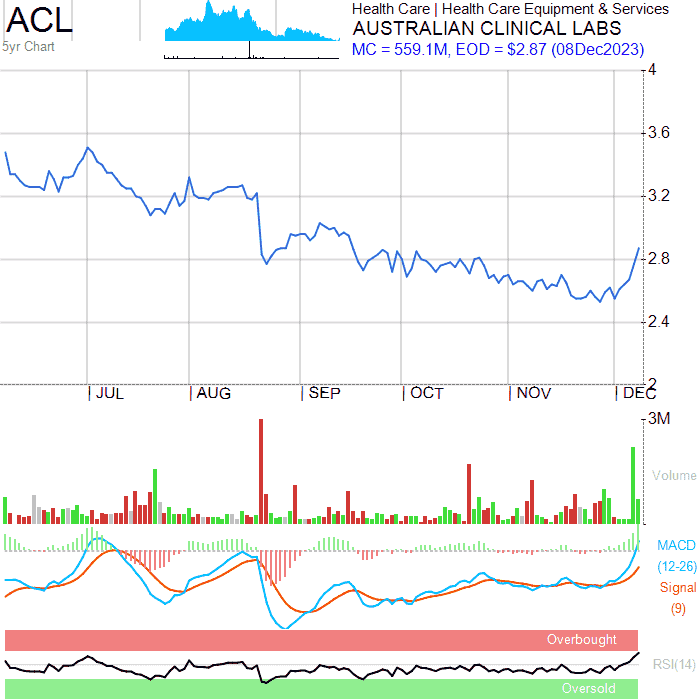 ACL
5yr Chart
Health Care | Health Care Equipment & Services
AUSTRALIAN CLINICAL LABS
MC = 559.1M, EOD = $2.87 (08Dec2023)
4
3.6
3.2
2.8
2.4
2
JUL AUG SEP OCT NOV DEC
3M
Volume
MACD
(12-26)
Signal
(9)
Overbought
RSI(14)
Oversold